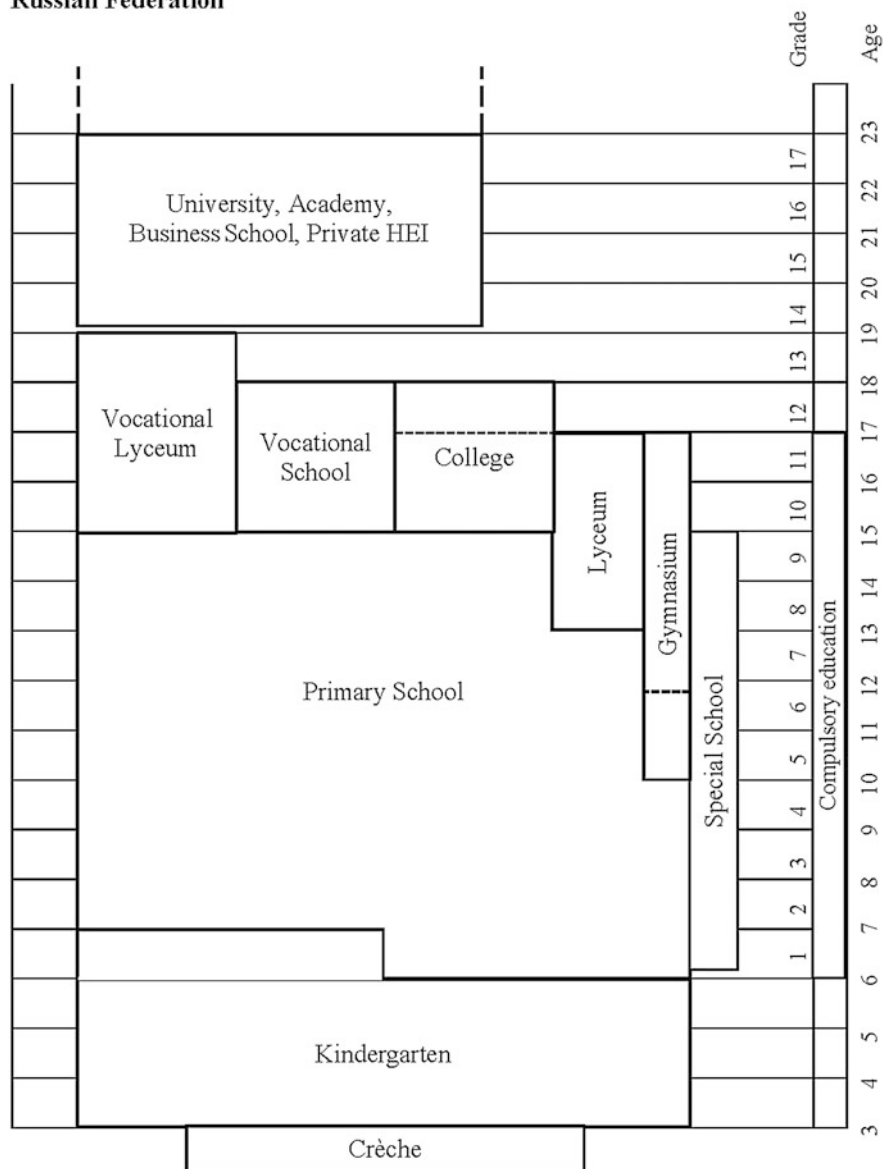 Russian Federation
Grade
Age
University, Academy,
Business School, Private HEI
Vocational
Lyceum
Vocational
School
College
Lyceum
Gymnasium
Primary School
Special School
Compulsory education
Kindergarten
Crèche
17
16
15
14
13
12
11
10
9
8
7
6
5
4
3
2
1
23
22
21
20
19
18
17
16
15
14
13
12
11
10
9
8
7
6
5
4
3